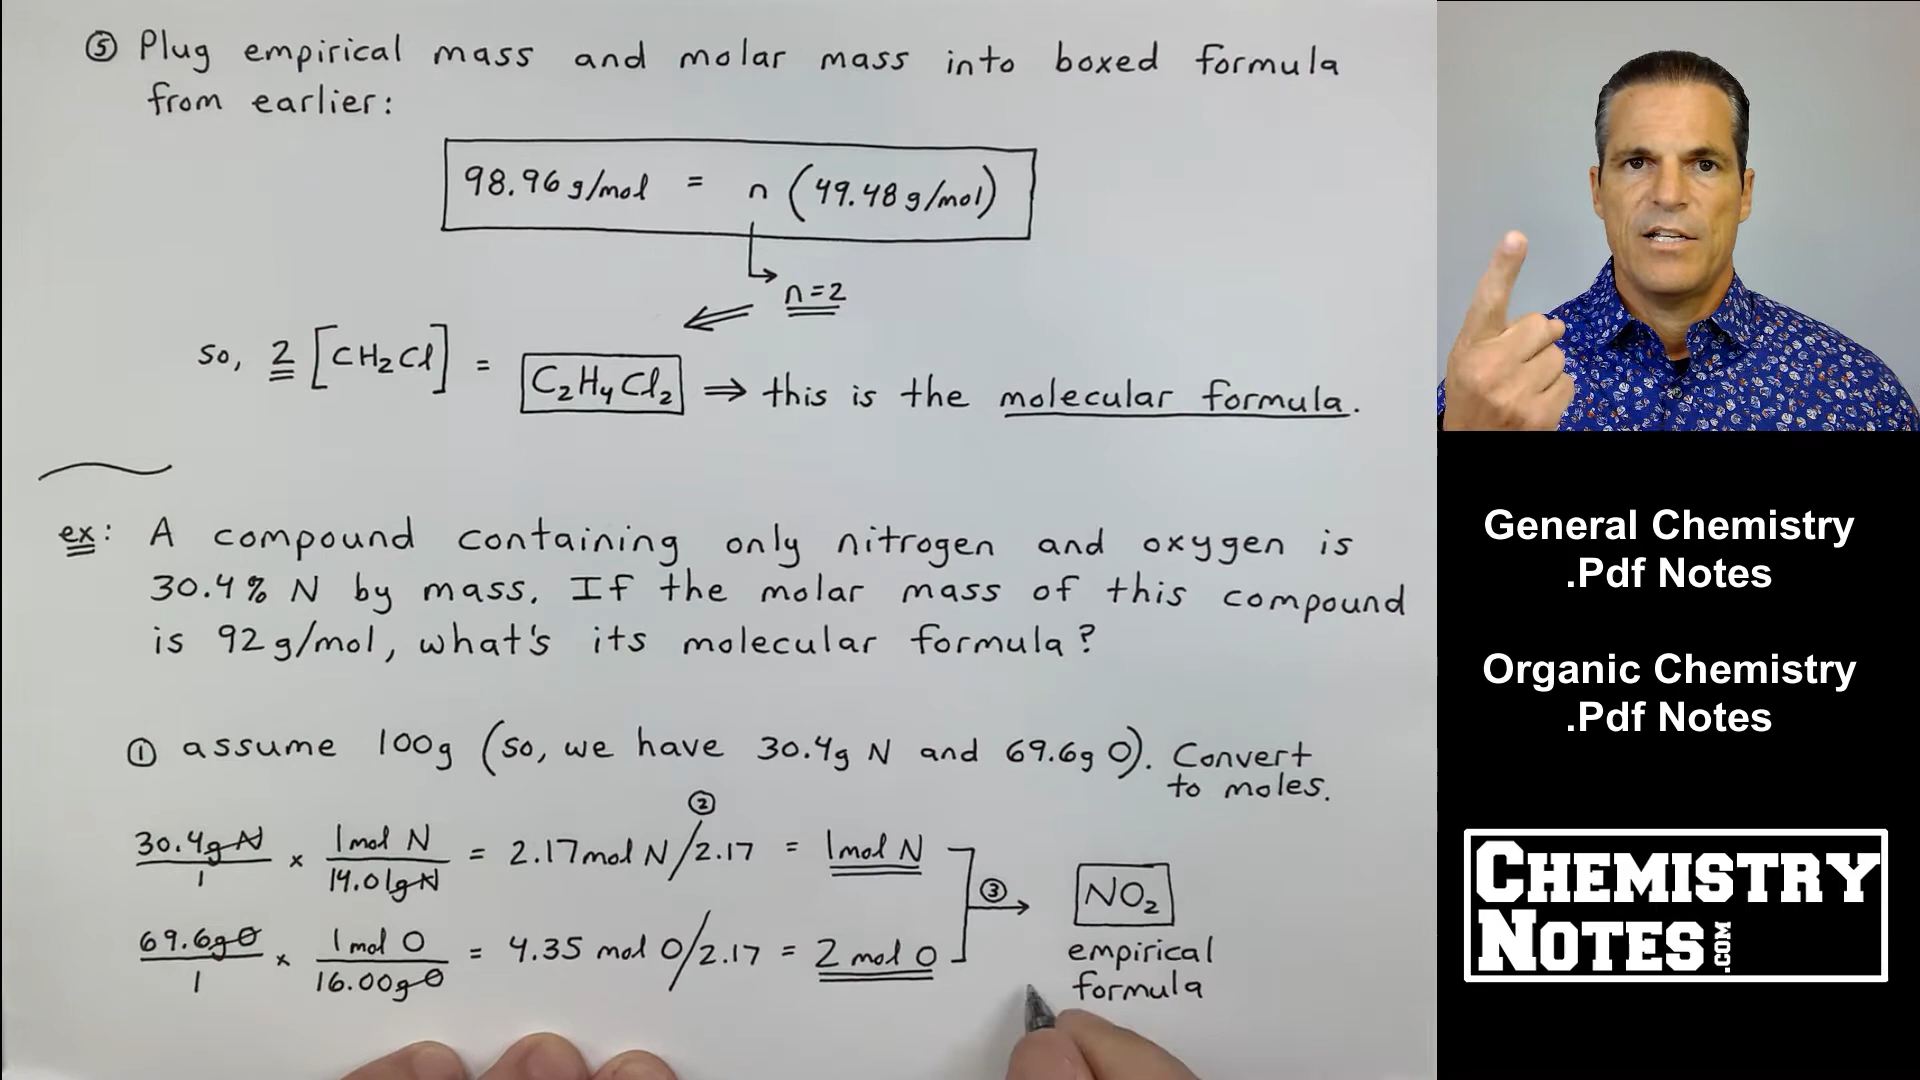 ⑤ Plug empirical mass and molar mass into boxed formula
from earlier:
98.96 g/mol = n (49.48 g/mol)
n=2
so, 2 [CH₂Cl] = C₂H₄Cl₂ ⇒ this is the molecular formula.
ex: A compound containing only nitrogen and oxygen is
30.4% N by mass. If the molar mass of this compound
is 92 g/mol, what's its molecular formula?
① assume 100g (so, we have 30.4g N and 69.6g O). Convert
to moles.
②
30.4g N / 1 × 1 mol N / 14.01g N = 2.17 mol N / 2.17 = 1 mol N
③
NO₂
69.6g O / 1 × 1 mol O / 16.00g O = 4.35 mol O / 2.17 = 2 mol O
empirical
formula
General Chemistry
.Pdf Notes
Organic Chemistry
.Pdf Notes
CHEMISTRY
NOTES.COM